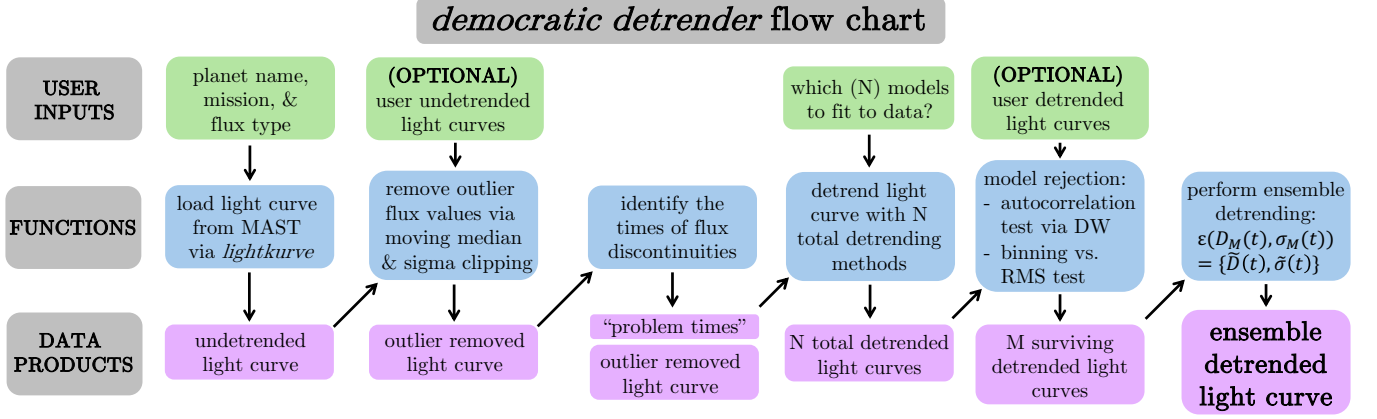 democratic detrender flow chart
USER
INPUTS
planet name,
mission, &
flux type
(OPTIONAL)
user undetrended
light curves
which (N) models
to fit to data?
(OPTIONAL)
user detrended
light curves
FUNCTIONS
load light curve
from MAST
via lightkurve
remove outlier
flux values via
moving median
& sigma clipping
identify the
times of flux
discontinuities
detrend light
curve with N
total detrending
methods
model rejection:
- autocorrelation
test via DW
- binning vs.
RMS test
perform ensemble
detrending:
ε(D_M(t), σ_M(t))
= {D̃(t), σ̃(t)}
DATA
PRODUCTS
undetrended
light curve
outlier removed
light curve
“problem times”
outlier removed
light curve
N total detrended
light curves
M surviving
detrended light
curves
ensemble
detrended
light curve